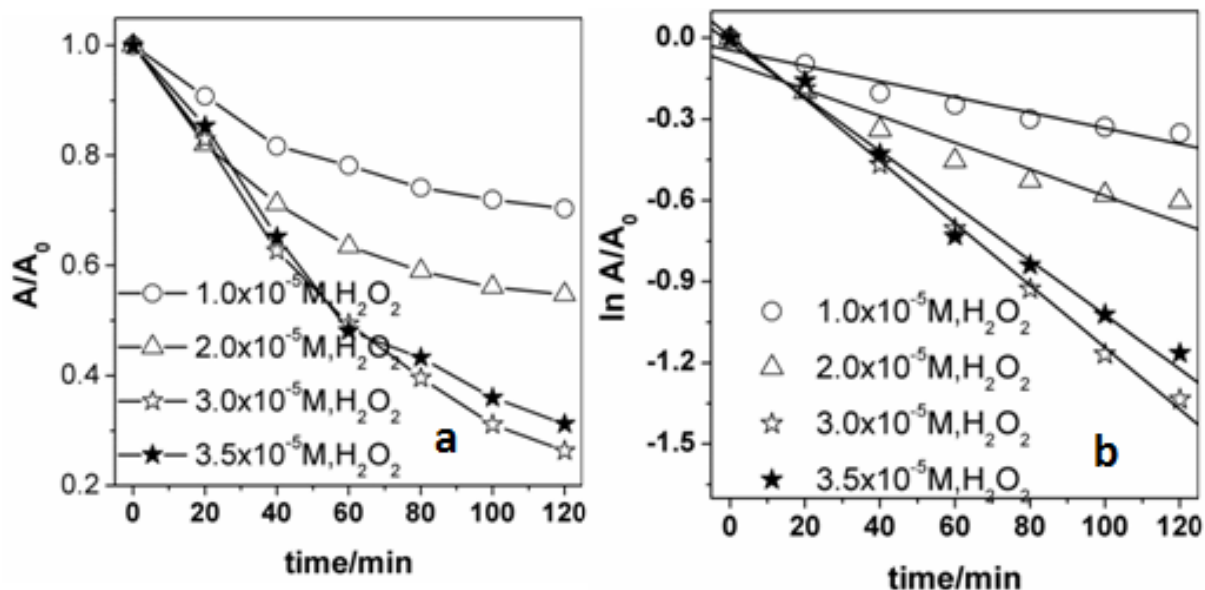 1.0
0.8
0.6
0.4
0.2
A/A₀
1.0x10⁻⁵M,H₂O₂
2.0x10⁻⁵M,H₂O₂
3.0x10⁻⁵M,H₂O₂
3.5x10⁻⁵M,H₂O₂
a
0 20 40 60 80 100 120
time/min
0.0
-0.3
-0.6
-0.9
-1.2
-1.5
ln A/A₀
1.0x10⁻⁵M,H₂O₂
2.0x10⁻⁵M,H₂O₂
3.0x10⁻⁵M,H₂O₂
3.5x10⁻⁵M,H₂O₂
b
0 20 40 60 80 100 120
time/min